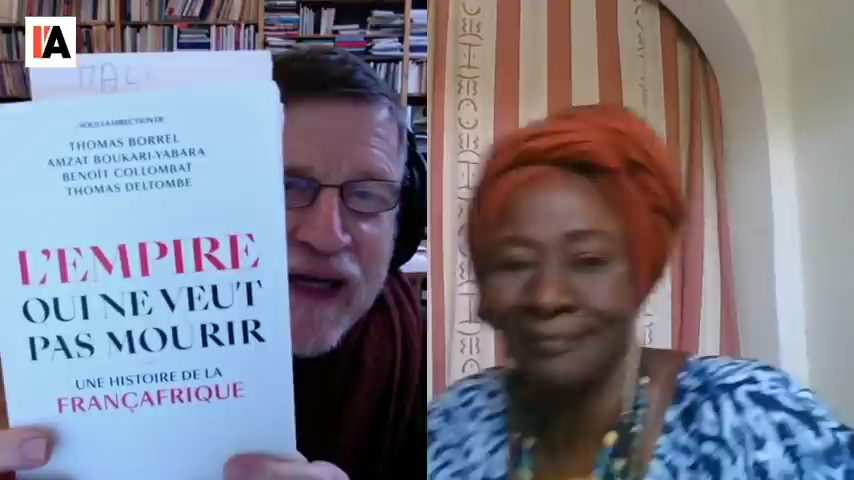 I'A
MALI
SOUS LA DIRECTION DE
THOMAS BORREL
AMZAT BOUKARI-YABARA
BENOÎT COLLOMBAT
THOMAS DELTOMBE
L'EMPIRE
QUI NE VEUT
PAS MOURIR
UNE HISTOIRE DE LA
FRANÇAFRIQUE